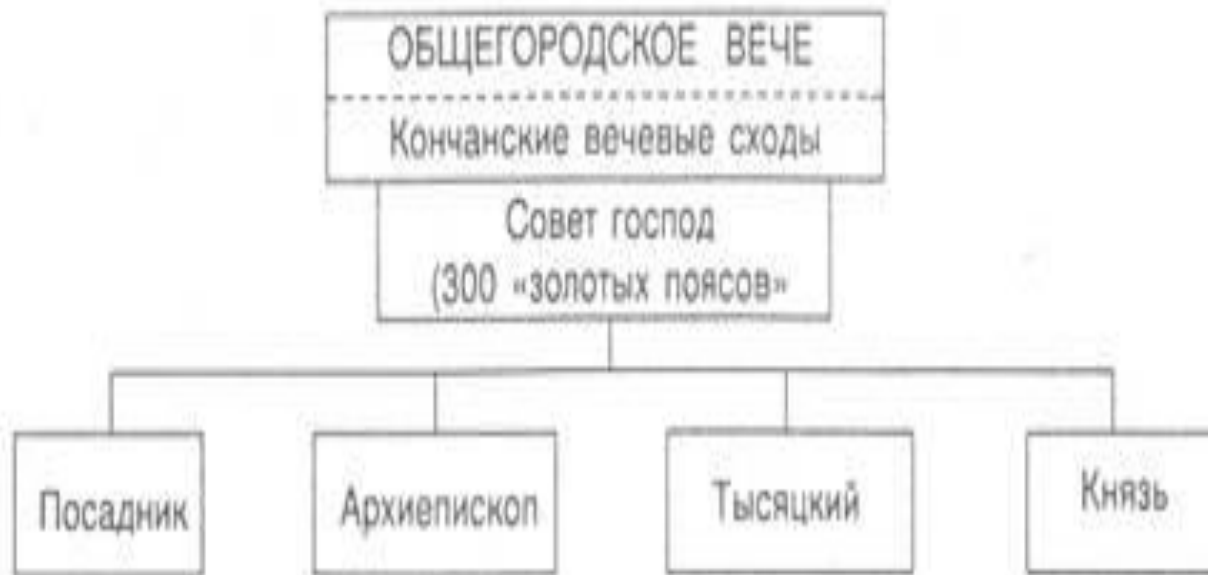 ОБЩЕГОРОДСКОЕ ВЕЧЕ
Кончанские вечевые сходы
Совет господ
(300 «золотых поясов»
Посадник
Архиепископ
Тысяцкий
Князь